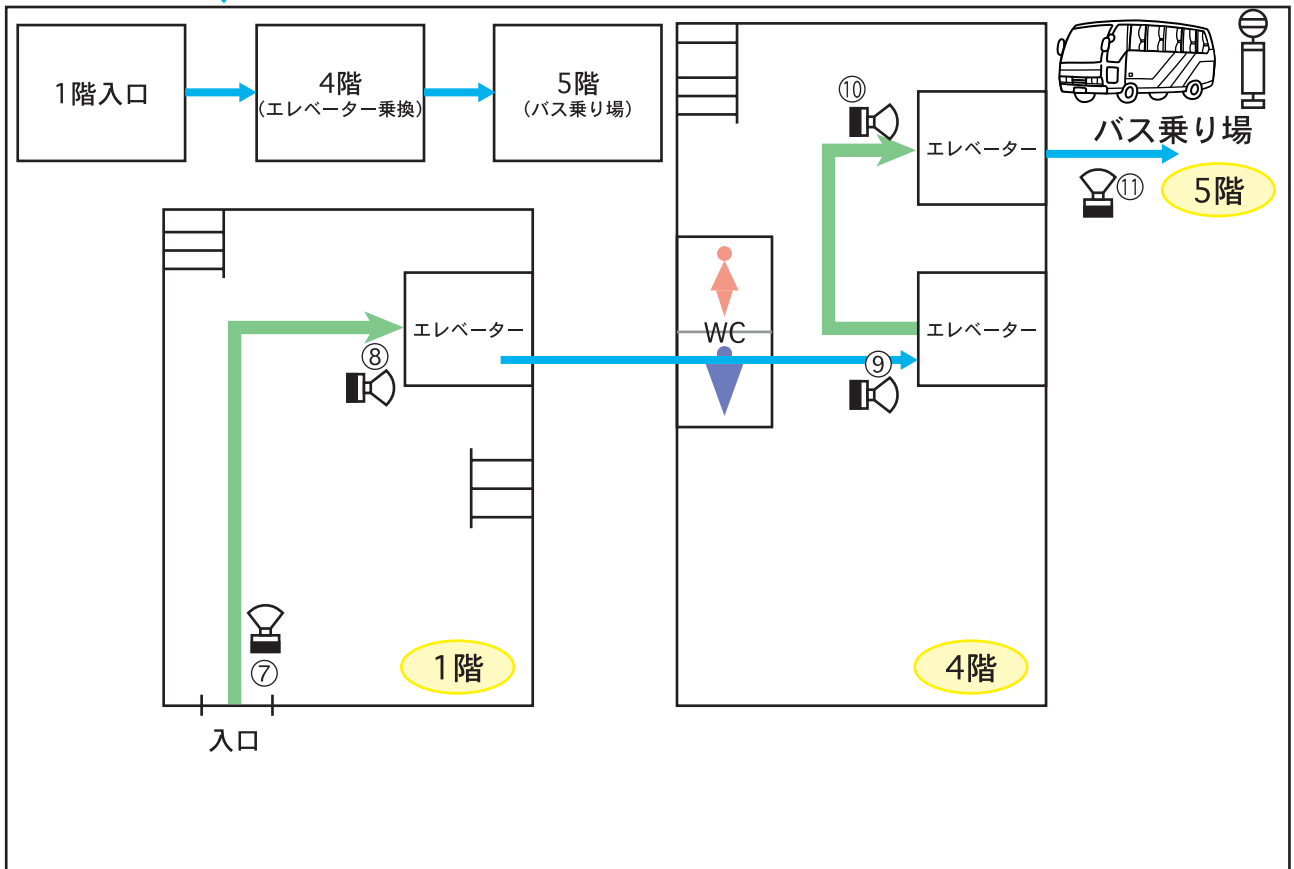 1階入口
4階
(エレベーター乗換)
5階
(バス乗り場)
⑩
エレベーター
バス乗り場
⑪
5階
エレベーター
⑧
WC
エレベーター
⑨
⑦
1階
4階
入口